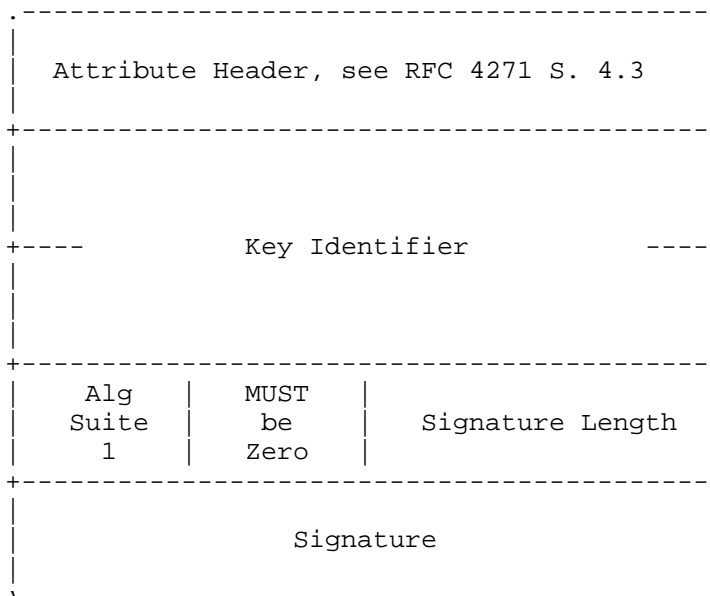 Attribute Header, see RFC 4271 S. 4.3
Key Identifier
Alg MUST
Suite be Signature Length
1 Zero
Signature